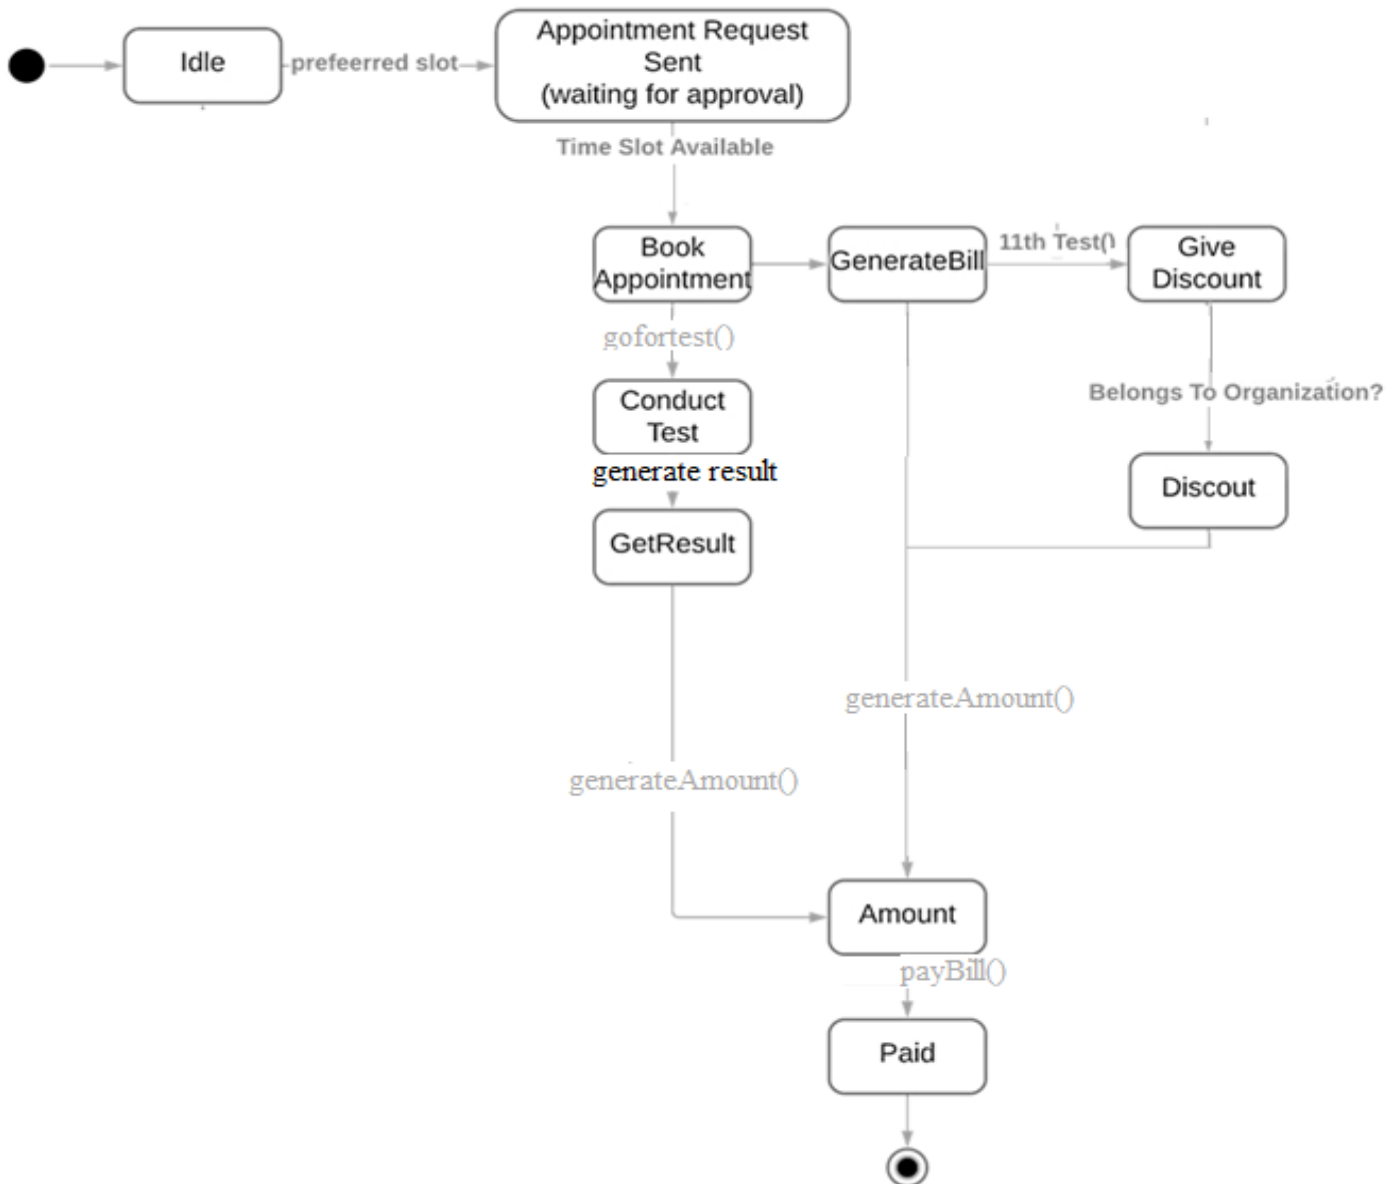 Idle
prefeerred slot
Appointment Request
Sent
(waiting for approval)
Time Slot Available
Book
Appointment
GenerateBill
11th Test()
Give
Discount
gofortest()
Belongs To Organization?
Conduct
Test
generate result
Discout
GetResult
generateAmount()
generateAmount()
Amount
payBill()
Paid